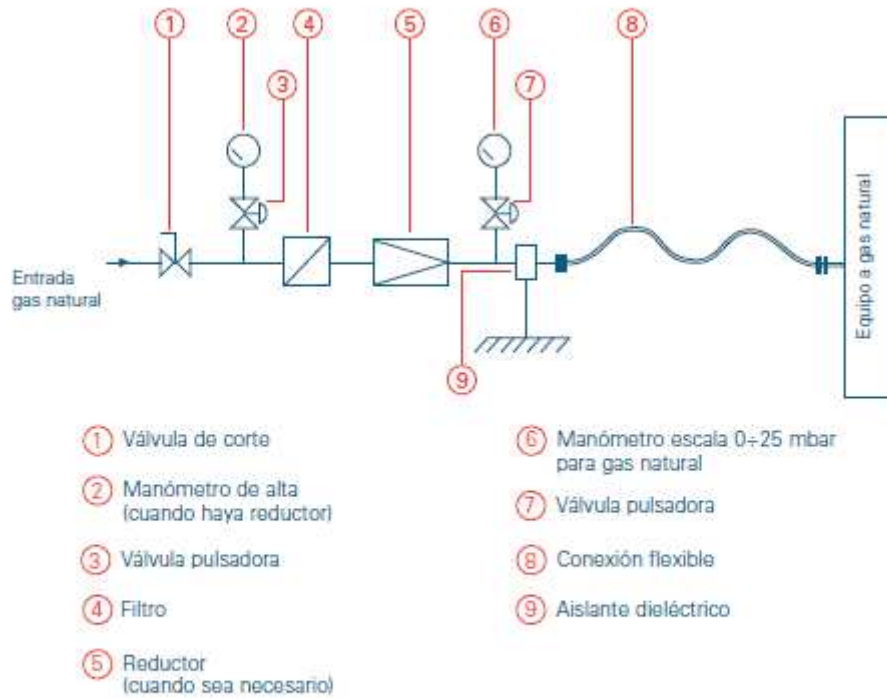 1
2
3
4
5
6
7
8
Entrada
gas natural
Equipo a gas natural
9
1 Válvula de corte
2 Manómetro de alta
(cuando haya reductor)
3 Válvula pulsadora
4 Filtro
5 Reductor
(cuando sea necesario)
6 Manómetro escala 0÷25 mbar
para gas natural
7 Válvula pulsadora
8 Conexión flexible
9 Aislante dieléctrico